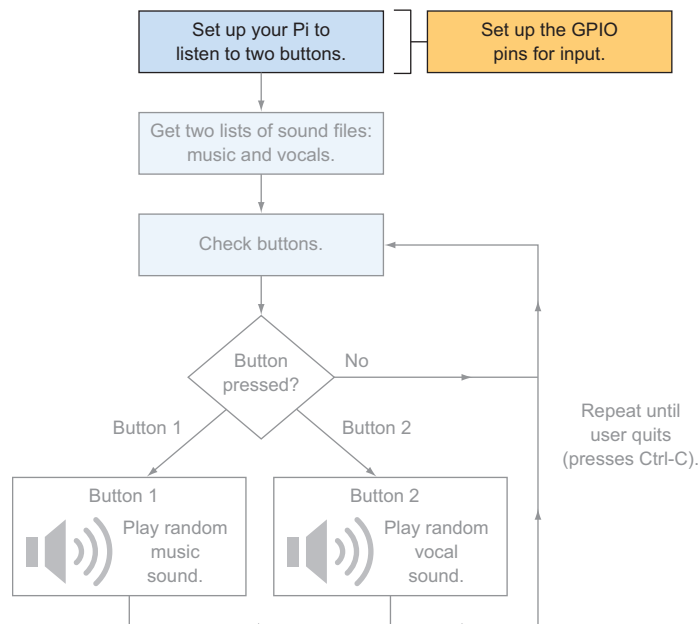 Set up your Pi to
listen to two buttons.
Set up the GPIO
pins for input.
Get two lists of sound files:
music and vocals.
Check buttons.
Button
pressed?
No
Button 1
Button 2
Repeat until
user quits
(presses Ctrl-C).
Button 1
Play random
music
sound.
Button 2
Play random
vocal
sound.